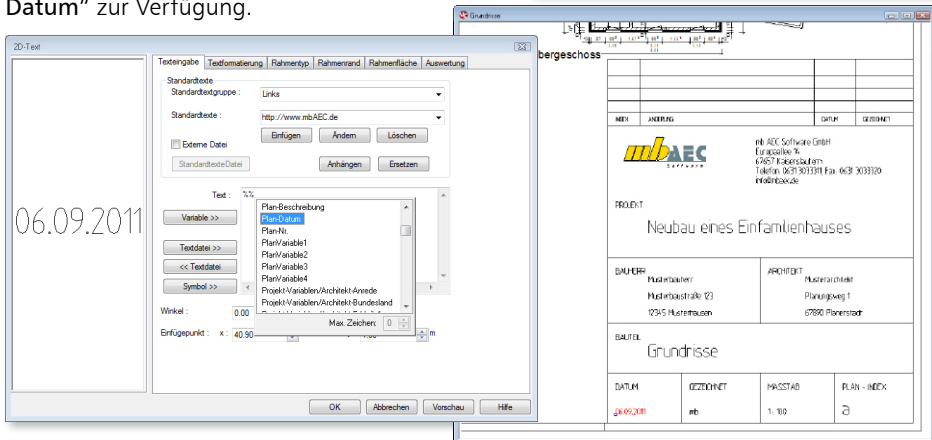 Datum" zur Verfügung.
2D-Text
Texteingabe Textformatierung Rahmentyp Rahmenrand Rahmenfläche Auswertung
Standardtexte
Standardtextgruppe : Links
Standardtexte : http://www.mbAEC.de
Einfügen Ändern Löschen
Externe Datei
StandardtexteDatei Anhängen Ersetzen
Text : %%
Variable >>
Textdatei >>
<< Textdatei
Symbol >>
Plan-Beschreibung
Plan-Datum
Plan-Nr.
PlanVariable1
PlanVariable2
PlanVariable3
PlanVariable4
Projekt-Variablen/Architekt-Anrede
Projekt-Variablen/Architekt-Bundesland
Max. Zeichen: 0
Winkel : 0.00
Einfügepunkt : x : 40.90 m
OK Abbrechen Vorschau Hilfe
06.09.2011
Grundrisse
bergeschoss
INDEX ÄNDERUNG DATUM GEZEICHNET
mb AEC
Software
mb AEC Software GmbH
Europaallee 14
67657 Kaiserslautern
Telefon 0631 3033311, Fax. 0631 3033320
info@mbaec.de
PROJEKT
Neubau eines Einfamilienhauses
BAUHERR
Musterbauherr
Musterbaustraße 123
12345 Musterhausen
ARCHITEKT
Musterarchitekt
Planungsweg 1
67890 Planerstadt
BAUTEIL
Grundrisse
DATUM GEZEICHNET MASSTAB PLAN - INDEX
06.09.2011 mb 1: 100 a